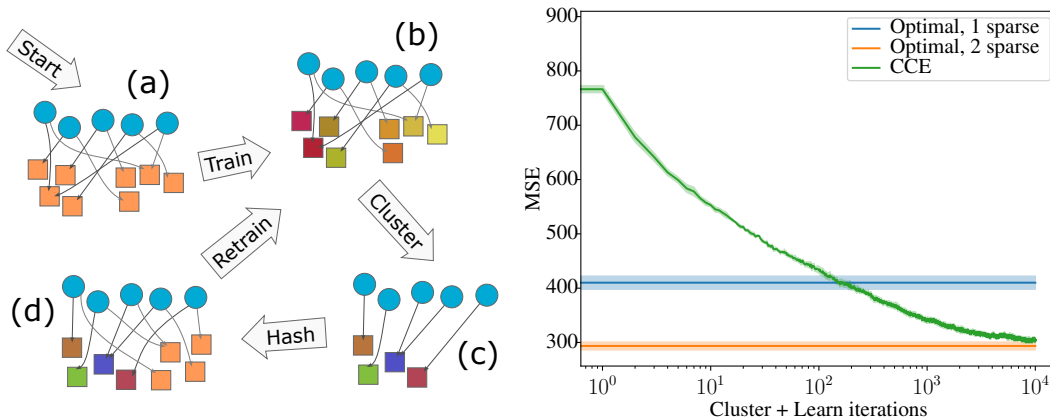 Start
(a)
(b)
Train
Cluster
Retrain
(d)
Hash
(c)
900
800
700
600
500
400
300
MSE
Optimal, 1 sparse
Optimal, 2 sparse
CCE
10⁰
10¹
10²
10³
10⁴
Cluster + Learn iterations